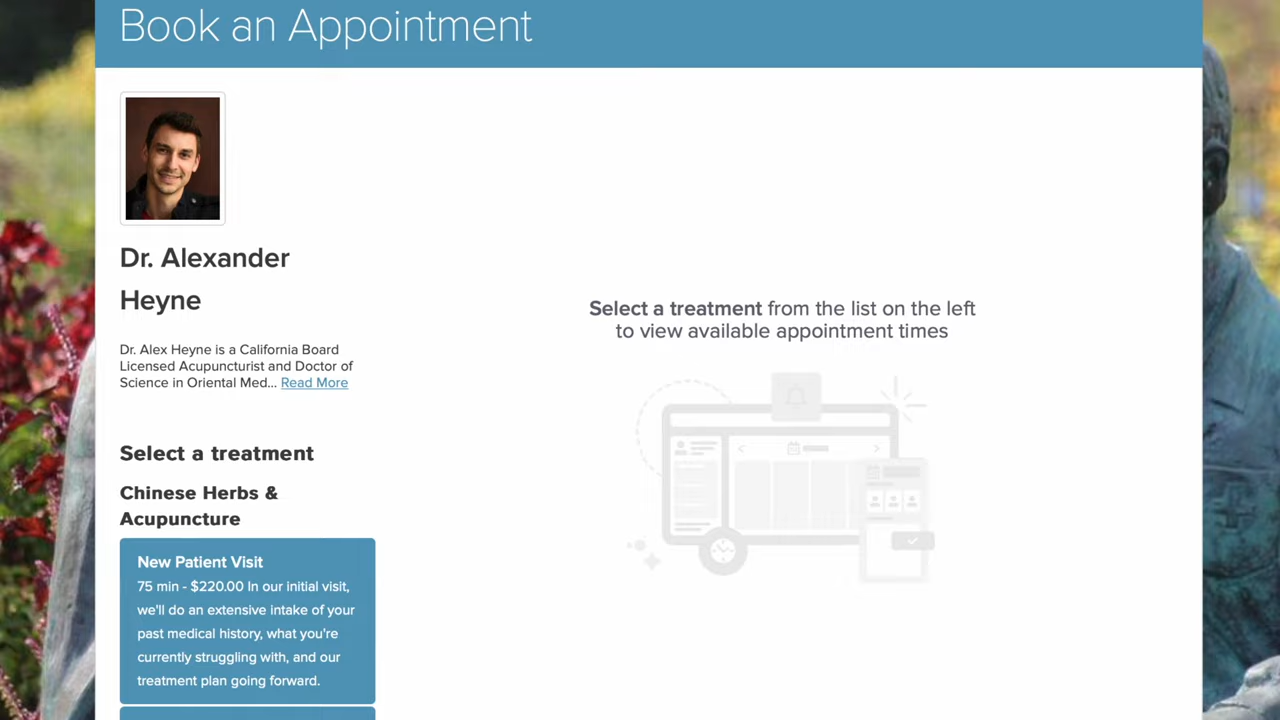 Book an Appointment
Dr. Alexander
Heyne
Dr. Alex Heyne is a California Board
Licensed Acupuncturist and Doctor of
Science in Oriental Med... Read More
Select a treatment
Chinese Herbs &
Acupuncture
New Patient Visit
75 min - $220.00 In our initial visit,
we'll do an extensive intake of your
past medical history, what you're
currently struggling with, and our
treatment plan going forward.
Select a treatment from the list on the left
to view available appointment times